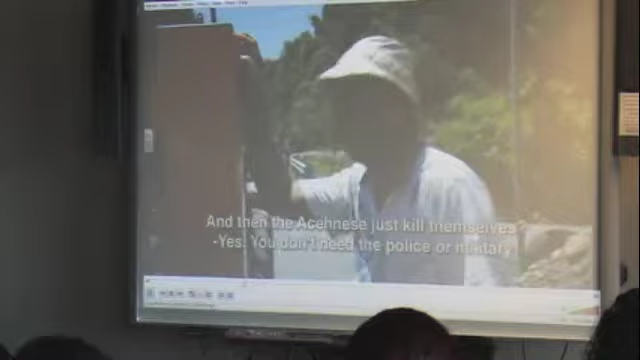 And then the Acehnese just kill themselves
-Yes. You don't need the police or military